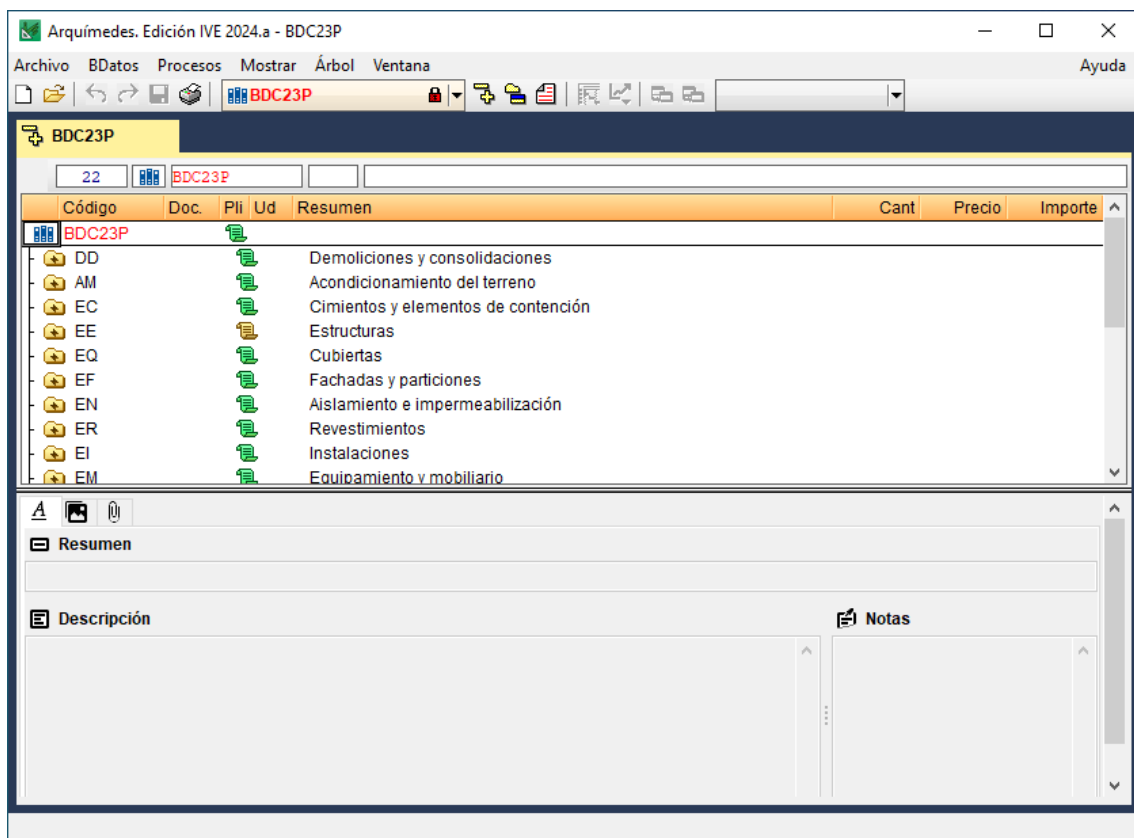 Arquímedes. Edición IVE 2024.a - BDC23P
Archivo BDatos Procesos Mostrar Árbol Ventana Ayuda
BDC23P
BDC23P
22 BDC23P
Código Doc. Pli Ud Resumen Cant Precio Importe
BDC23P
DD Demoliciones y consolidaciones
AM Acondicionamiento del terreno
EC Cimientos y elementos de contención
EE Estructuras
EQ Cubiertas
EF Fachadas y particiones
EN Aislamiento e impermeabilización
ER Revestimientos
EI Instalaciones
EM Equipamiento y mobiliario
A
Resumen
Descripción Notas